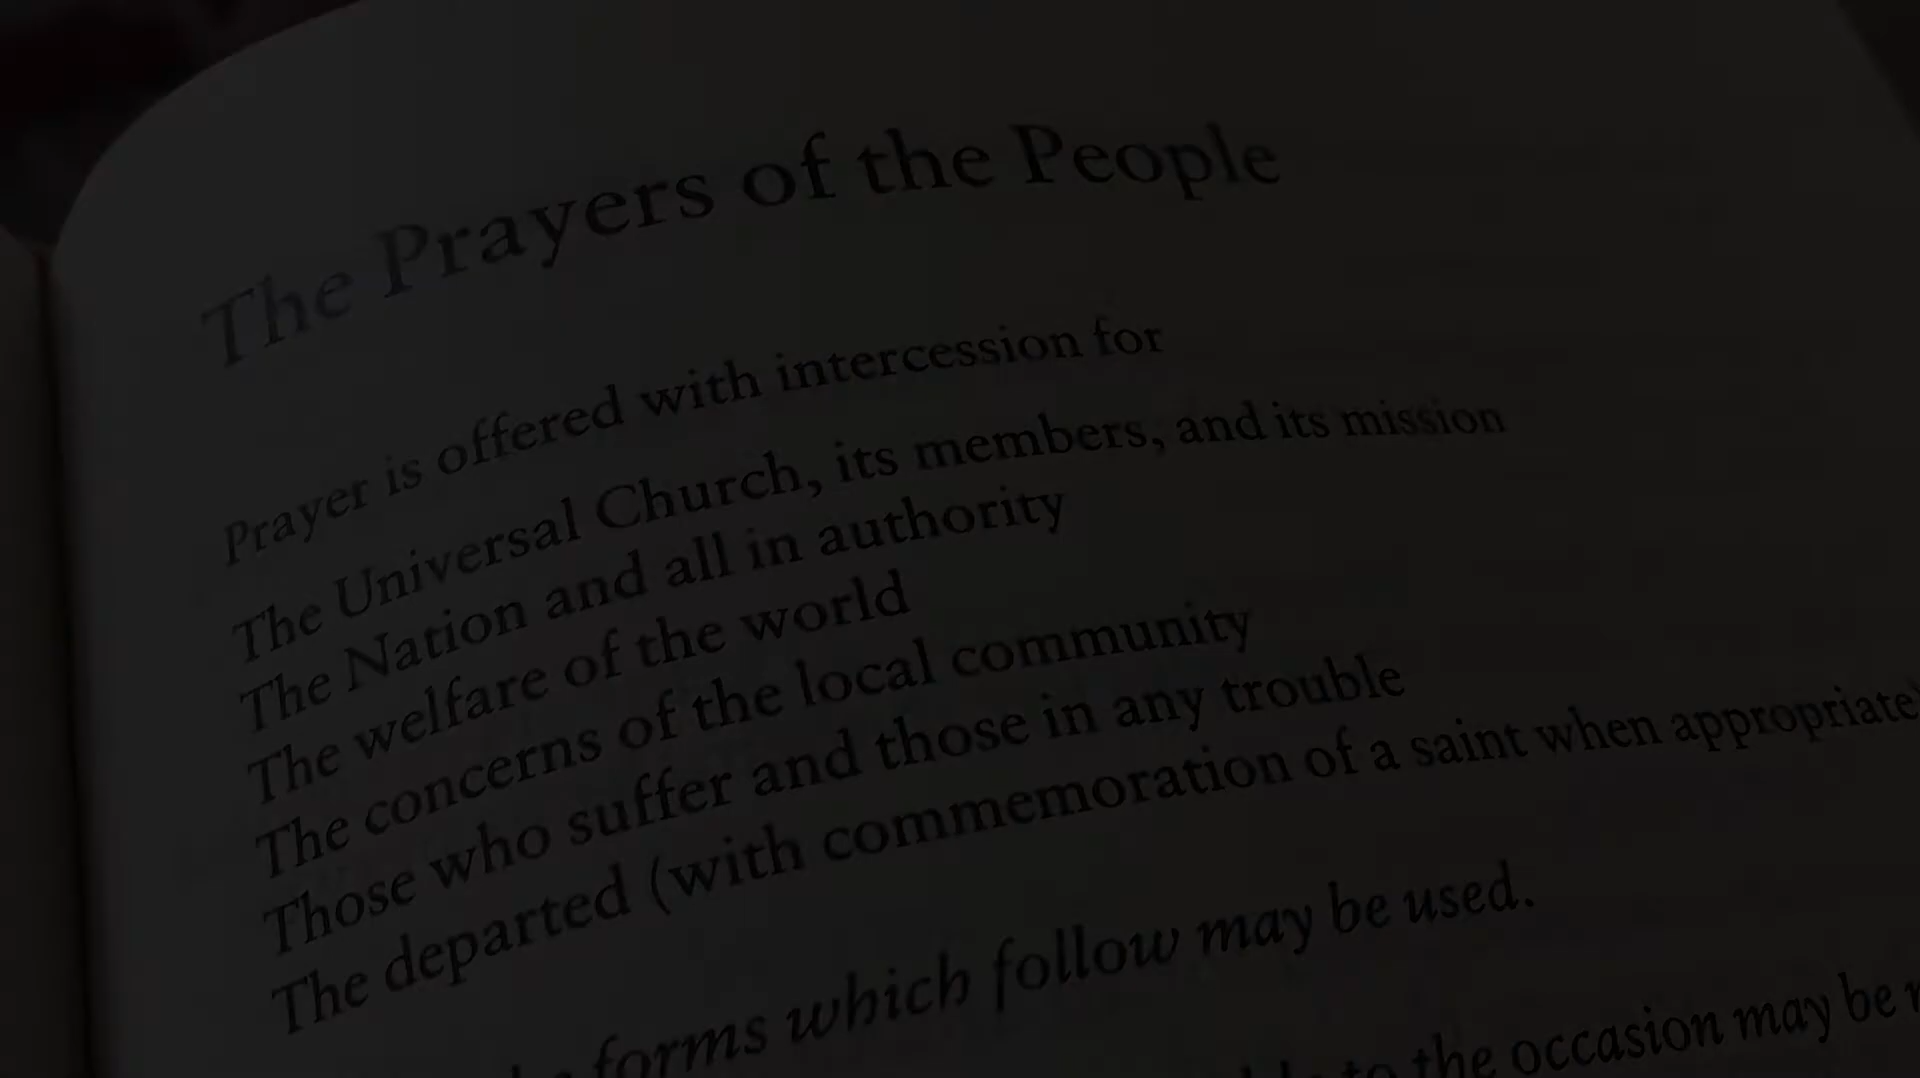 The Prayers of the People
Prayer is offered with intercession for
The Universal Church, its members, and its mission
The Nation and all in authority
The welfare of the world
The concerns of the local community
Those who suffer and those in any trouble
The departed (with commemoration of a saint when appropriate)
forms which follow may be used.
to the occasion may be